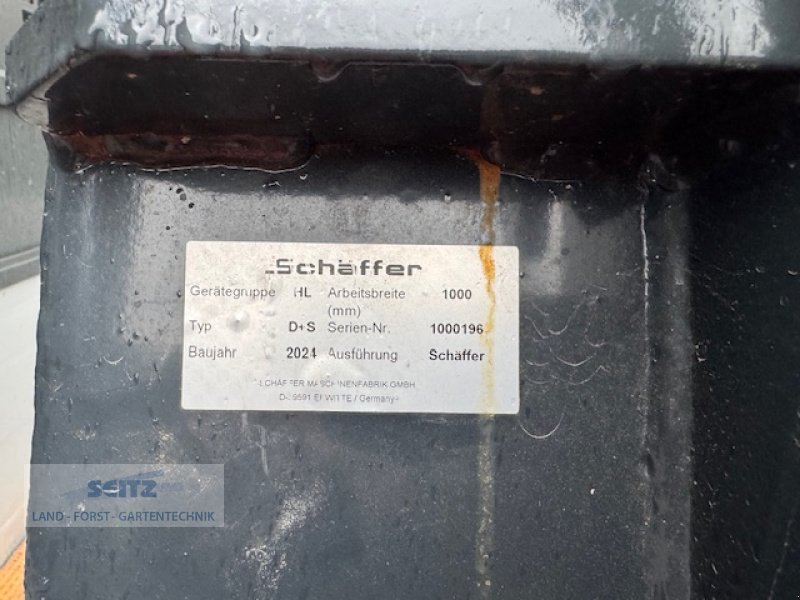 Schäffer
Gerätegruppe HL Arbeitsbreite 1000
(mm)
Typ D+S Serien-Nr. 1000196
Baujahr 2024 Ausführung Schäffer
SCHÄFFER MASCHINENFABRIK GMBH
ERWITTE / Germany
SEITZ
LAND - FORST - GARTENTECHNIK